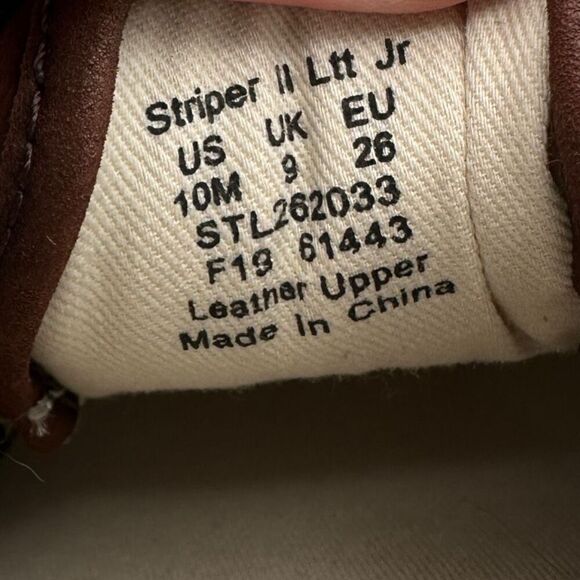 Striper II Ltt Jr
US UK EU
10M 9 26
STL262033
F19 61443
Leather Upper
Made in China